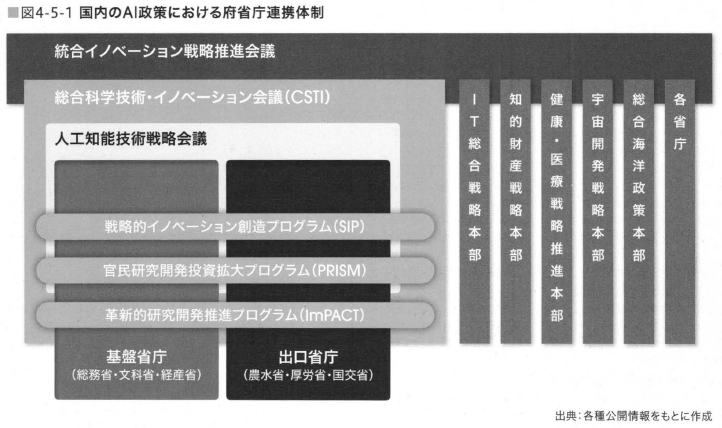 ■図4-5-1 国内のAI政策における府省庁連携体制
統合イノベーション戦略推進会議
総合科学技術・イノベーション会議(CSTI)
人工知能技術戦略会議
戦略的イノベーション創造プログラム(SIP)
官民研究開発投資拡大プログラム(PRISM)
革新的研究開発推進プログラム(ImPACT)
基盤省庁
(総務省・文科省・経産省)
出口省庁
(農水省・厚労省・国交省)
IT総合戦略本部
知的財産戦略本部
健康・医療戦略推進本部
宇宙開発戦略本部
総合海洋政策本部
各省庁
出典:各種公開情報をもとに作成